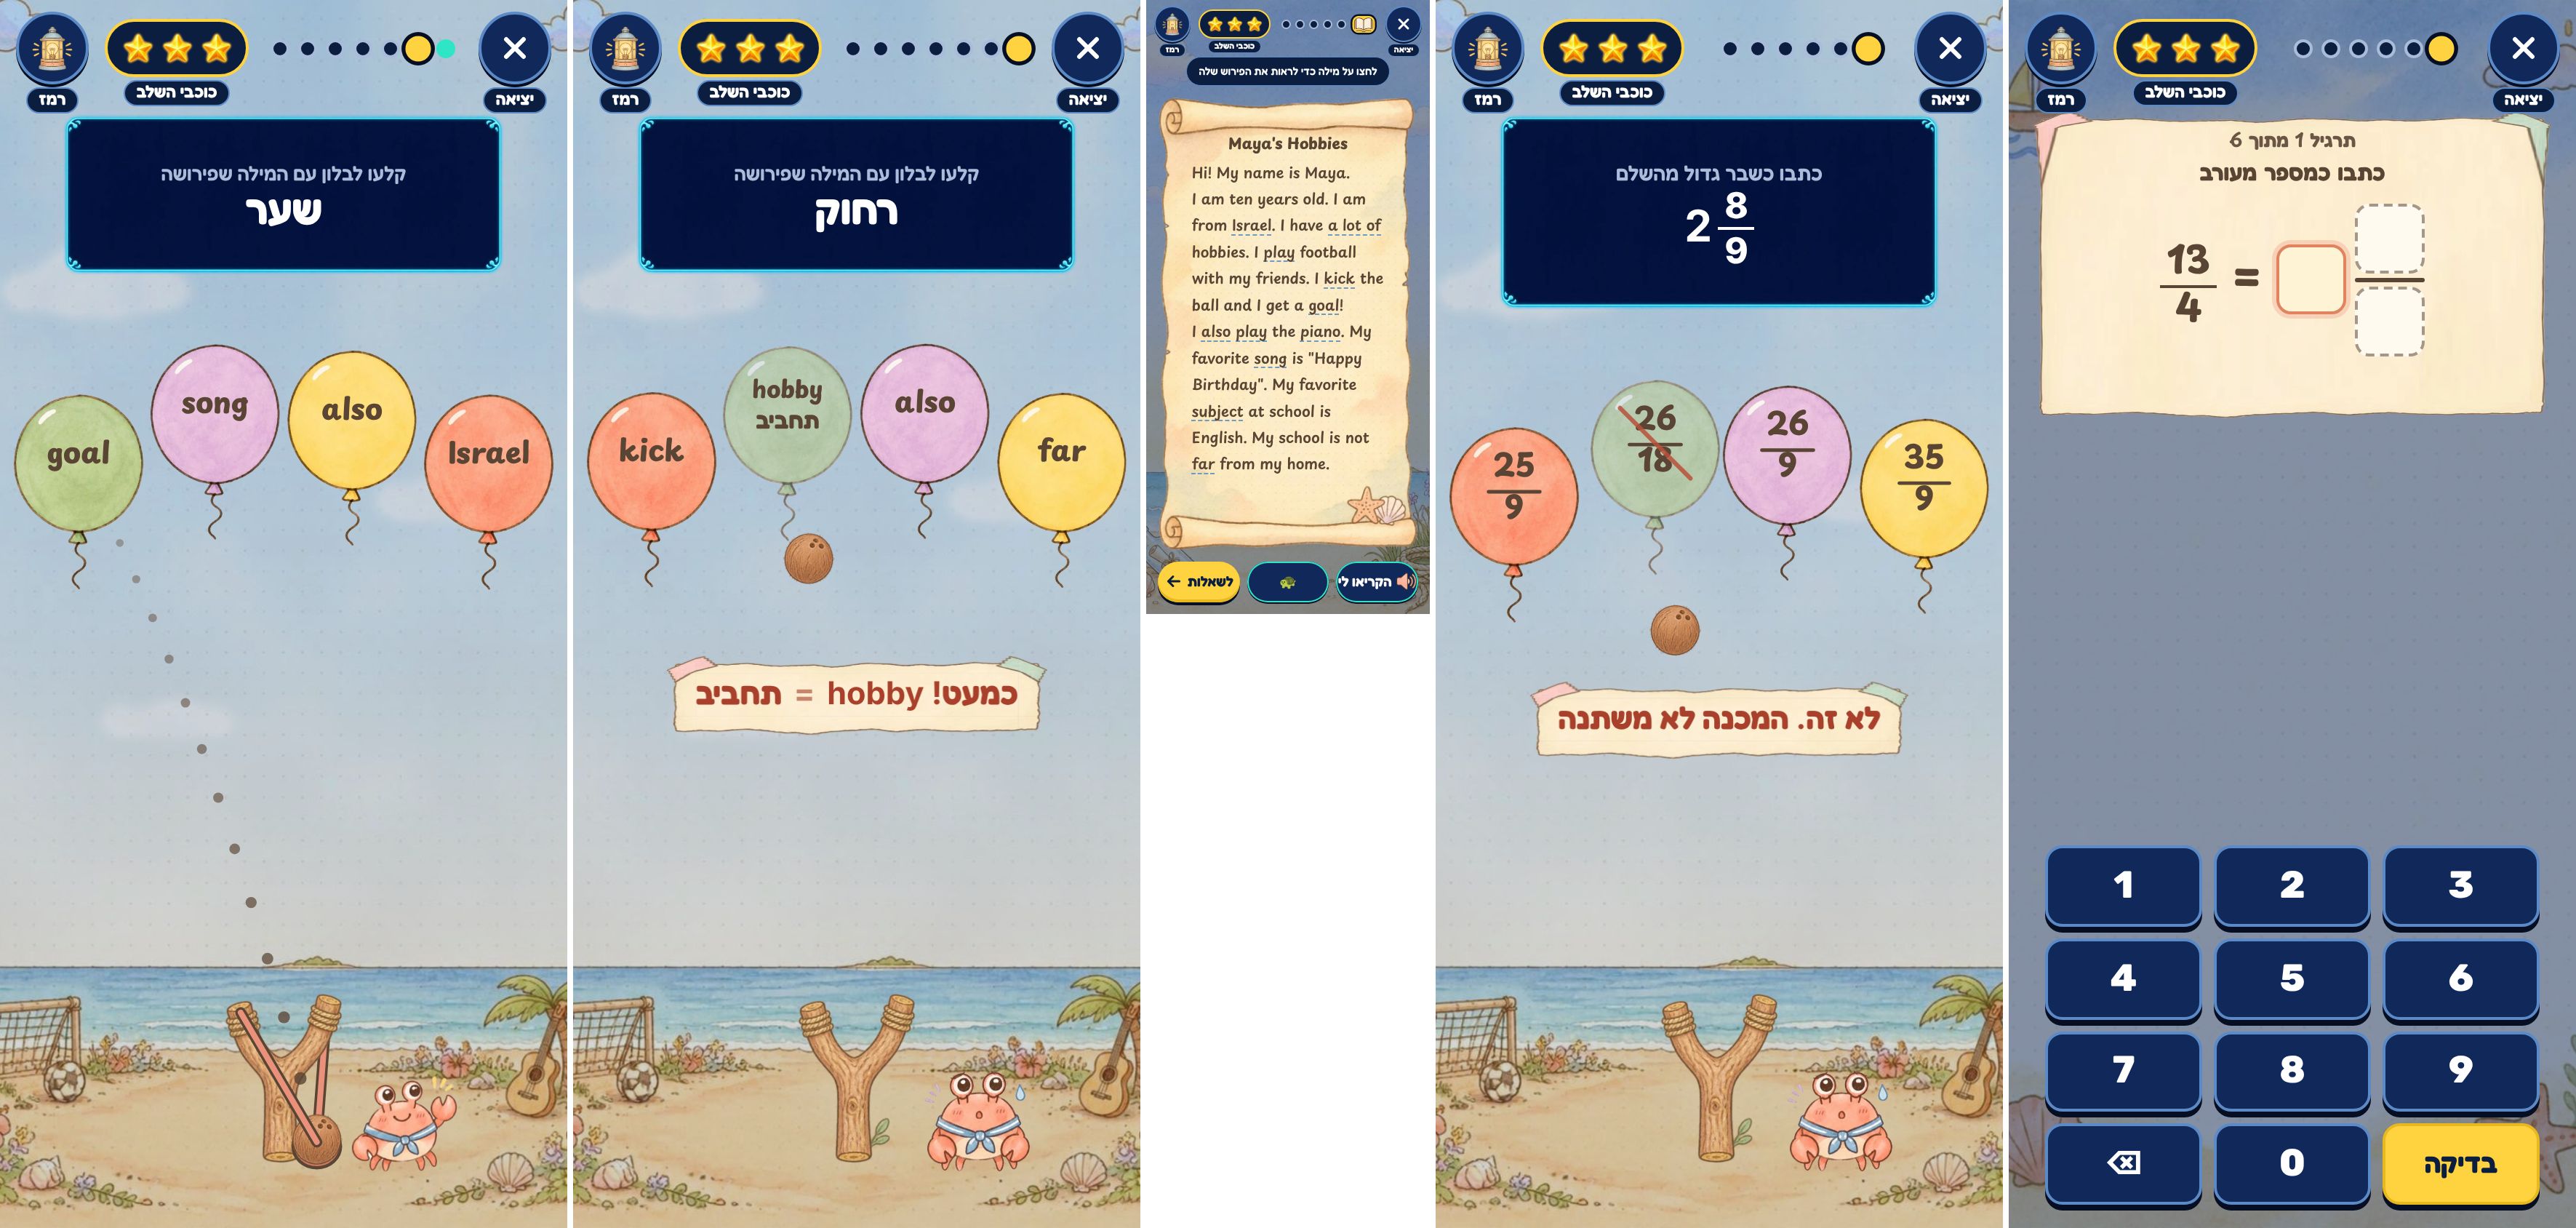 רמז
כוכבי השלב
יציאה
קלעו לבלון עם המילה שפירושה
שער
goal
song
also
Israel
רמז
כוכבי השלב
יציאה
קלעו לבלון עם המילה שפירושה
רחוק
kick
hobby
תחביב
also
far
כמעט! hobby = תחביב
רמז
כוכבי השלב
יציאה
לחצו על מילה כדי לראות את הפירוש שלה
Maya's Hobbies
Hi! My name is Maya.
I am ten years old. I am
from Israel. I have a lot of
hobbies. I play football
with my friends. I kick the
ball and I get a goal!
I also play the piano. My
favorite song is "Happy
Birthday". My favorite
subject at school is
English. My school is not
far from my home.
הקריאו לי
לשאלות ←
רמז
כוכבי השלב
יציאה
כתבו כשבר גדול מהשלם
2 8/9
25/9
26/18
26/9
35/9
לא זה. המכנה לא משתנה
רמז
כוכבי השלב
יציאה
תרגיל 1 מתוך 6
כתבו כמספר מעורב
13/4 =
1 2 3
4 5 6
7 8 9
0 בדיקה